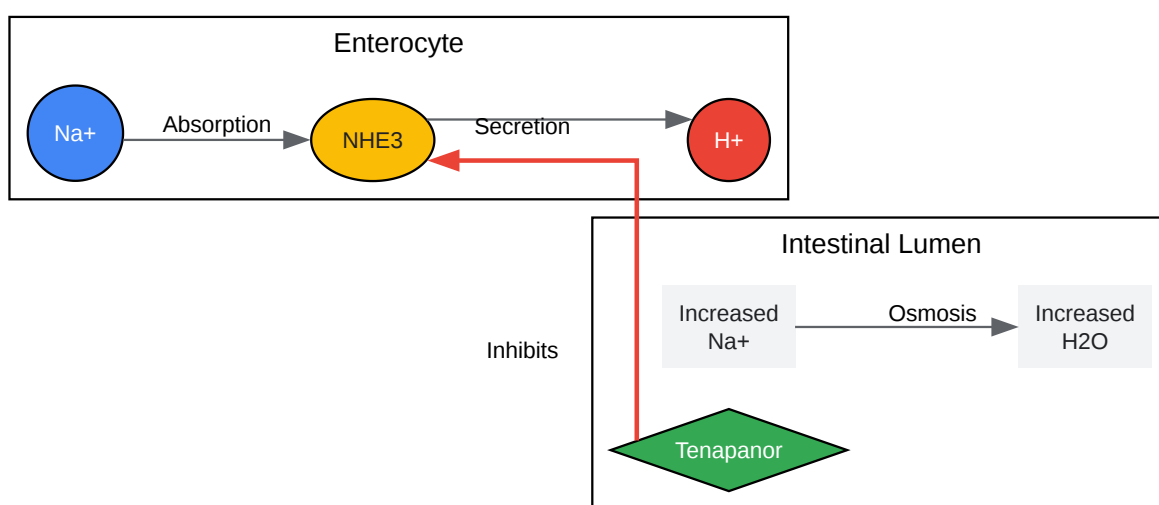 Enterocyte
Na+
Absorption
NHE3
Secretion
H+
Intestinal Lumen
Increased
Na+
Osmosis
Increased
H2O
Inhibits
Tenapanor